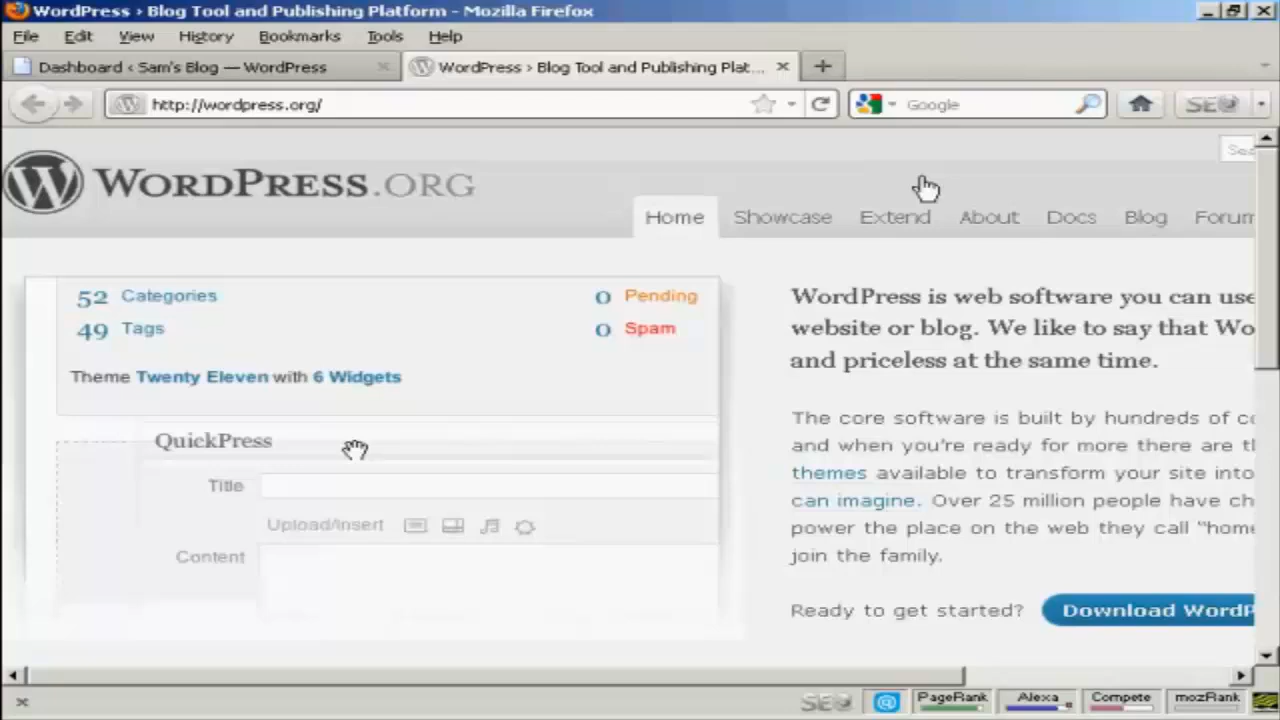 WordPress › Blog Tool and Publishing Platform - Mozilla Firefox
File Edit View History Bookmarks Tools Help
Dashboard ‹ Sam's Blog — WordPress
WordPress › Blog Tool and Publishing Plat...
http://wordpress.org/
Google
SE
Sea
WORDPRESS.ORG
Home Showcase Extend About Docs Blog Forum
52 Categories 0 Pending
49 Tags 0 Spam
Theme Twenty Eleven with 6 Widgets
QuickPress
Title
Upload/Insert
Content
WordPress is web software you can use
website or blog. We like to say that Wo
and priceless at the same time.
The core software is built by hundreds of co
and when you're ready for more there are th
themes available to transform your site into
can imagine. Over 25 million people have ch
power the place on the web they call "home
join the family.
Ready to get started? Download WordP
SE PageRank Alexa Compete mozRank